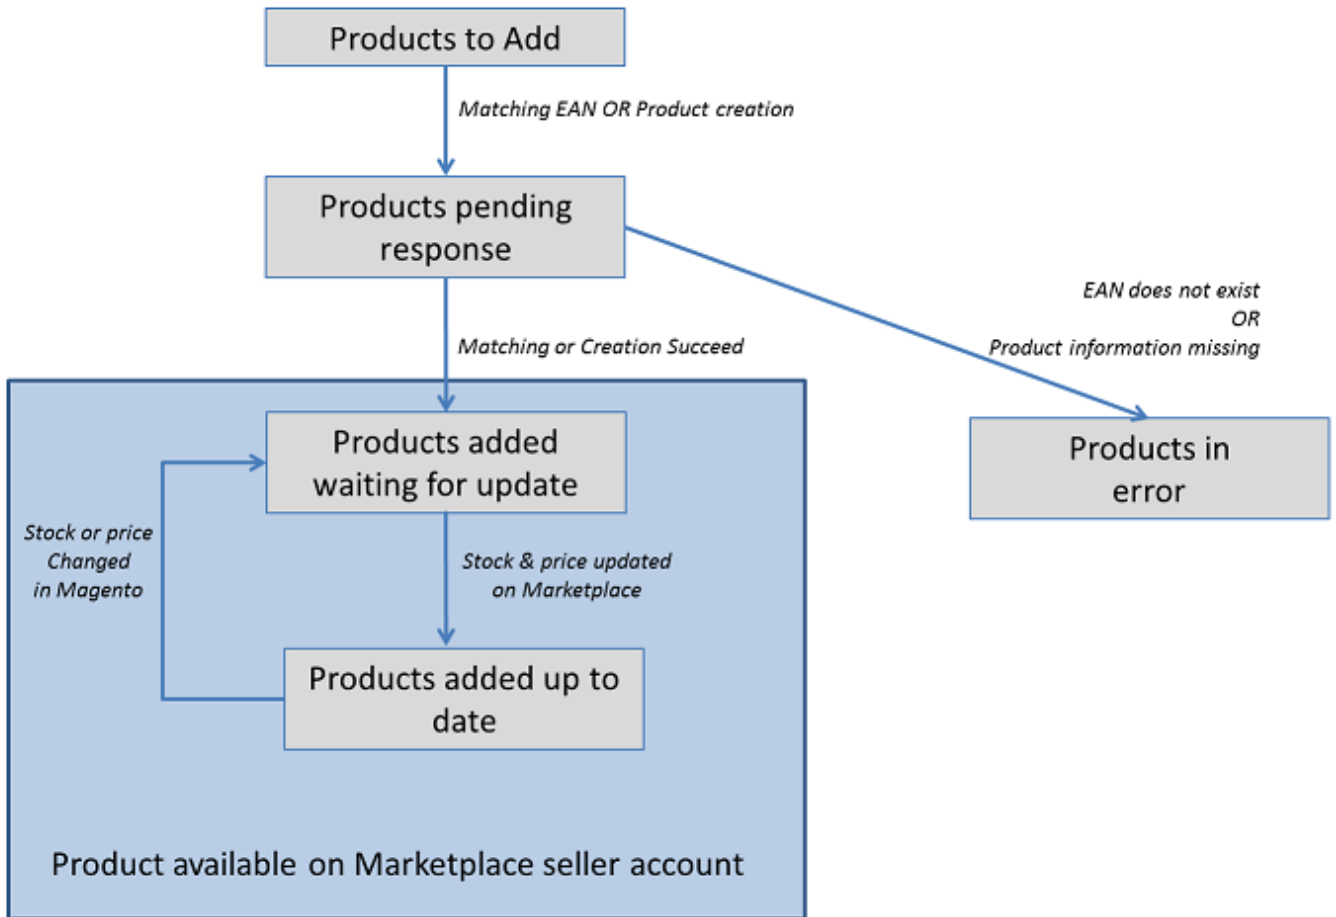 Products to Add
Matching EAN OR Product creation
Products pending
response
EAN does not exist
OR
Product information missing
Matching or Creation Succeed
Products added
waiting for update
Products in
error
Stock or price
Changed
in Magento
Stock & price updated
on Marketplace
Products added up to
date
Product available on Marketplace seller account